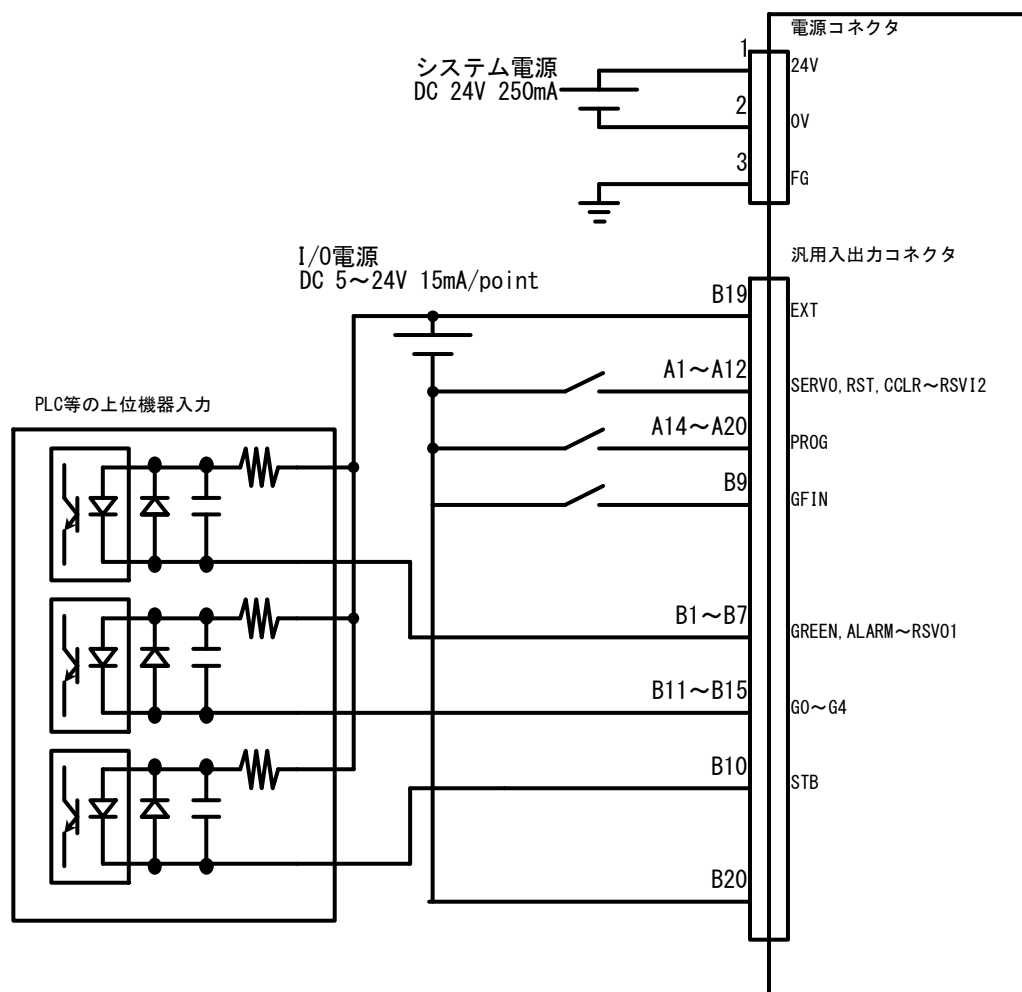 電源コネクタ
システム電源
DC 24V 250mA
1
24V
2
0V
3
FG
I/O電源
DC 5～24V 15mA/point
汎用入出力コネクタ
B19
EXT
A1～A12
SERVO,RST,CCLR～RSVI2
PLC等の上位機器入力
A14～A20
PROG
B9
GFIN
B1～B7
GREEN,ALARM～RSVO1
B11～B15
G0～G4
B10
STB
B20